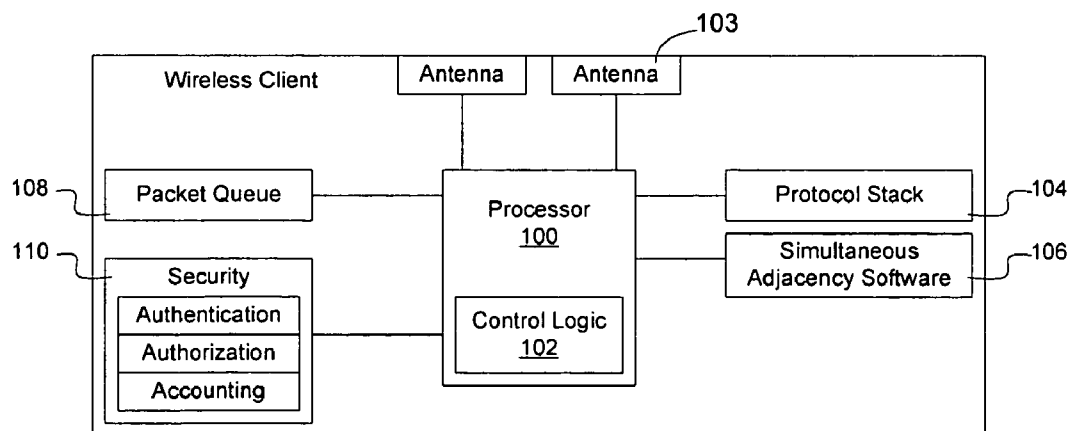 103
Wireless Client
Antenna
Antenna
108
Packet Queue
Processor
100
Protocol Stack
104
110
Security
Authentication
Authorization
Accounting
Control Logic
102
Simultaneous
Adjacency Software
106